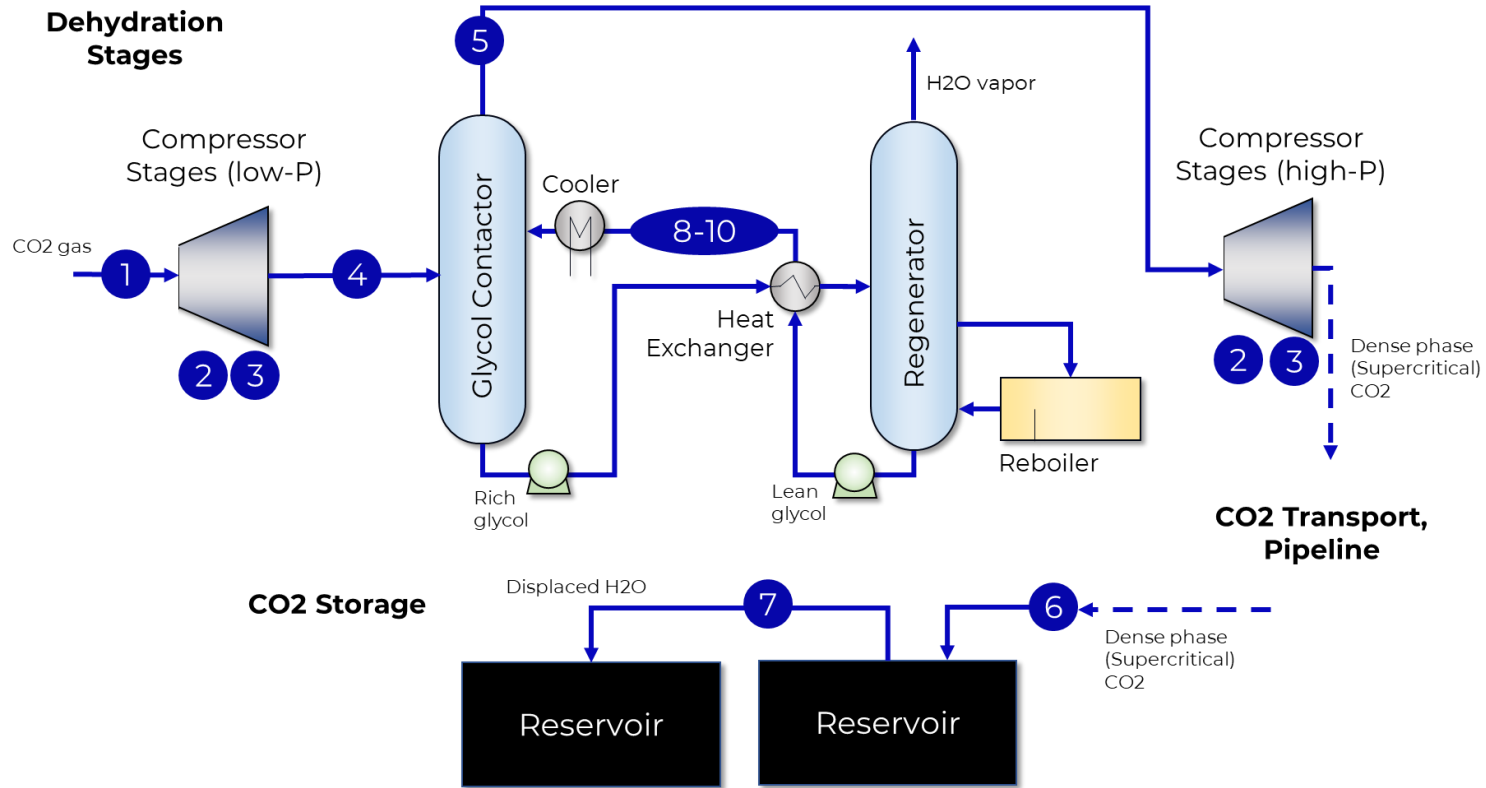 Dehydration
Stages
5
H2O vapor
Compressor
Stages (low-P)
Compressor
Stages (high-P)
Glycol Contactor
Cooler
Regenerator
8-10
CO2 gas
1
4
Heat
Exchanger
2
3
2
3
Dense phase
(Supercritical)
CO2
Reboiler
Rich
glycol
Lean
glycol
CO2 Transport,
Pipeline
CO2 Storage
Displaced H2O
7
6
Dense phase
(Supercritical)
CO2
Reservoir
Reservoir